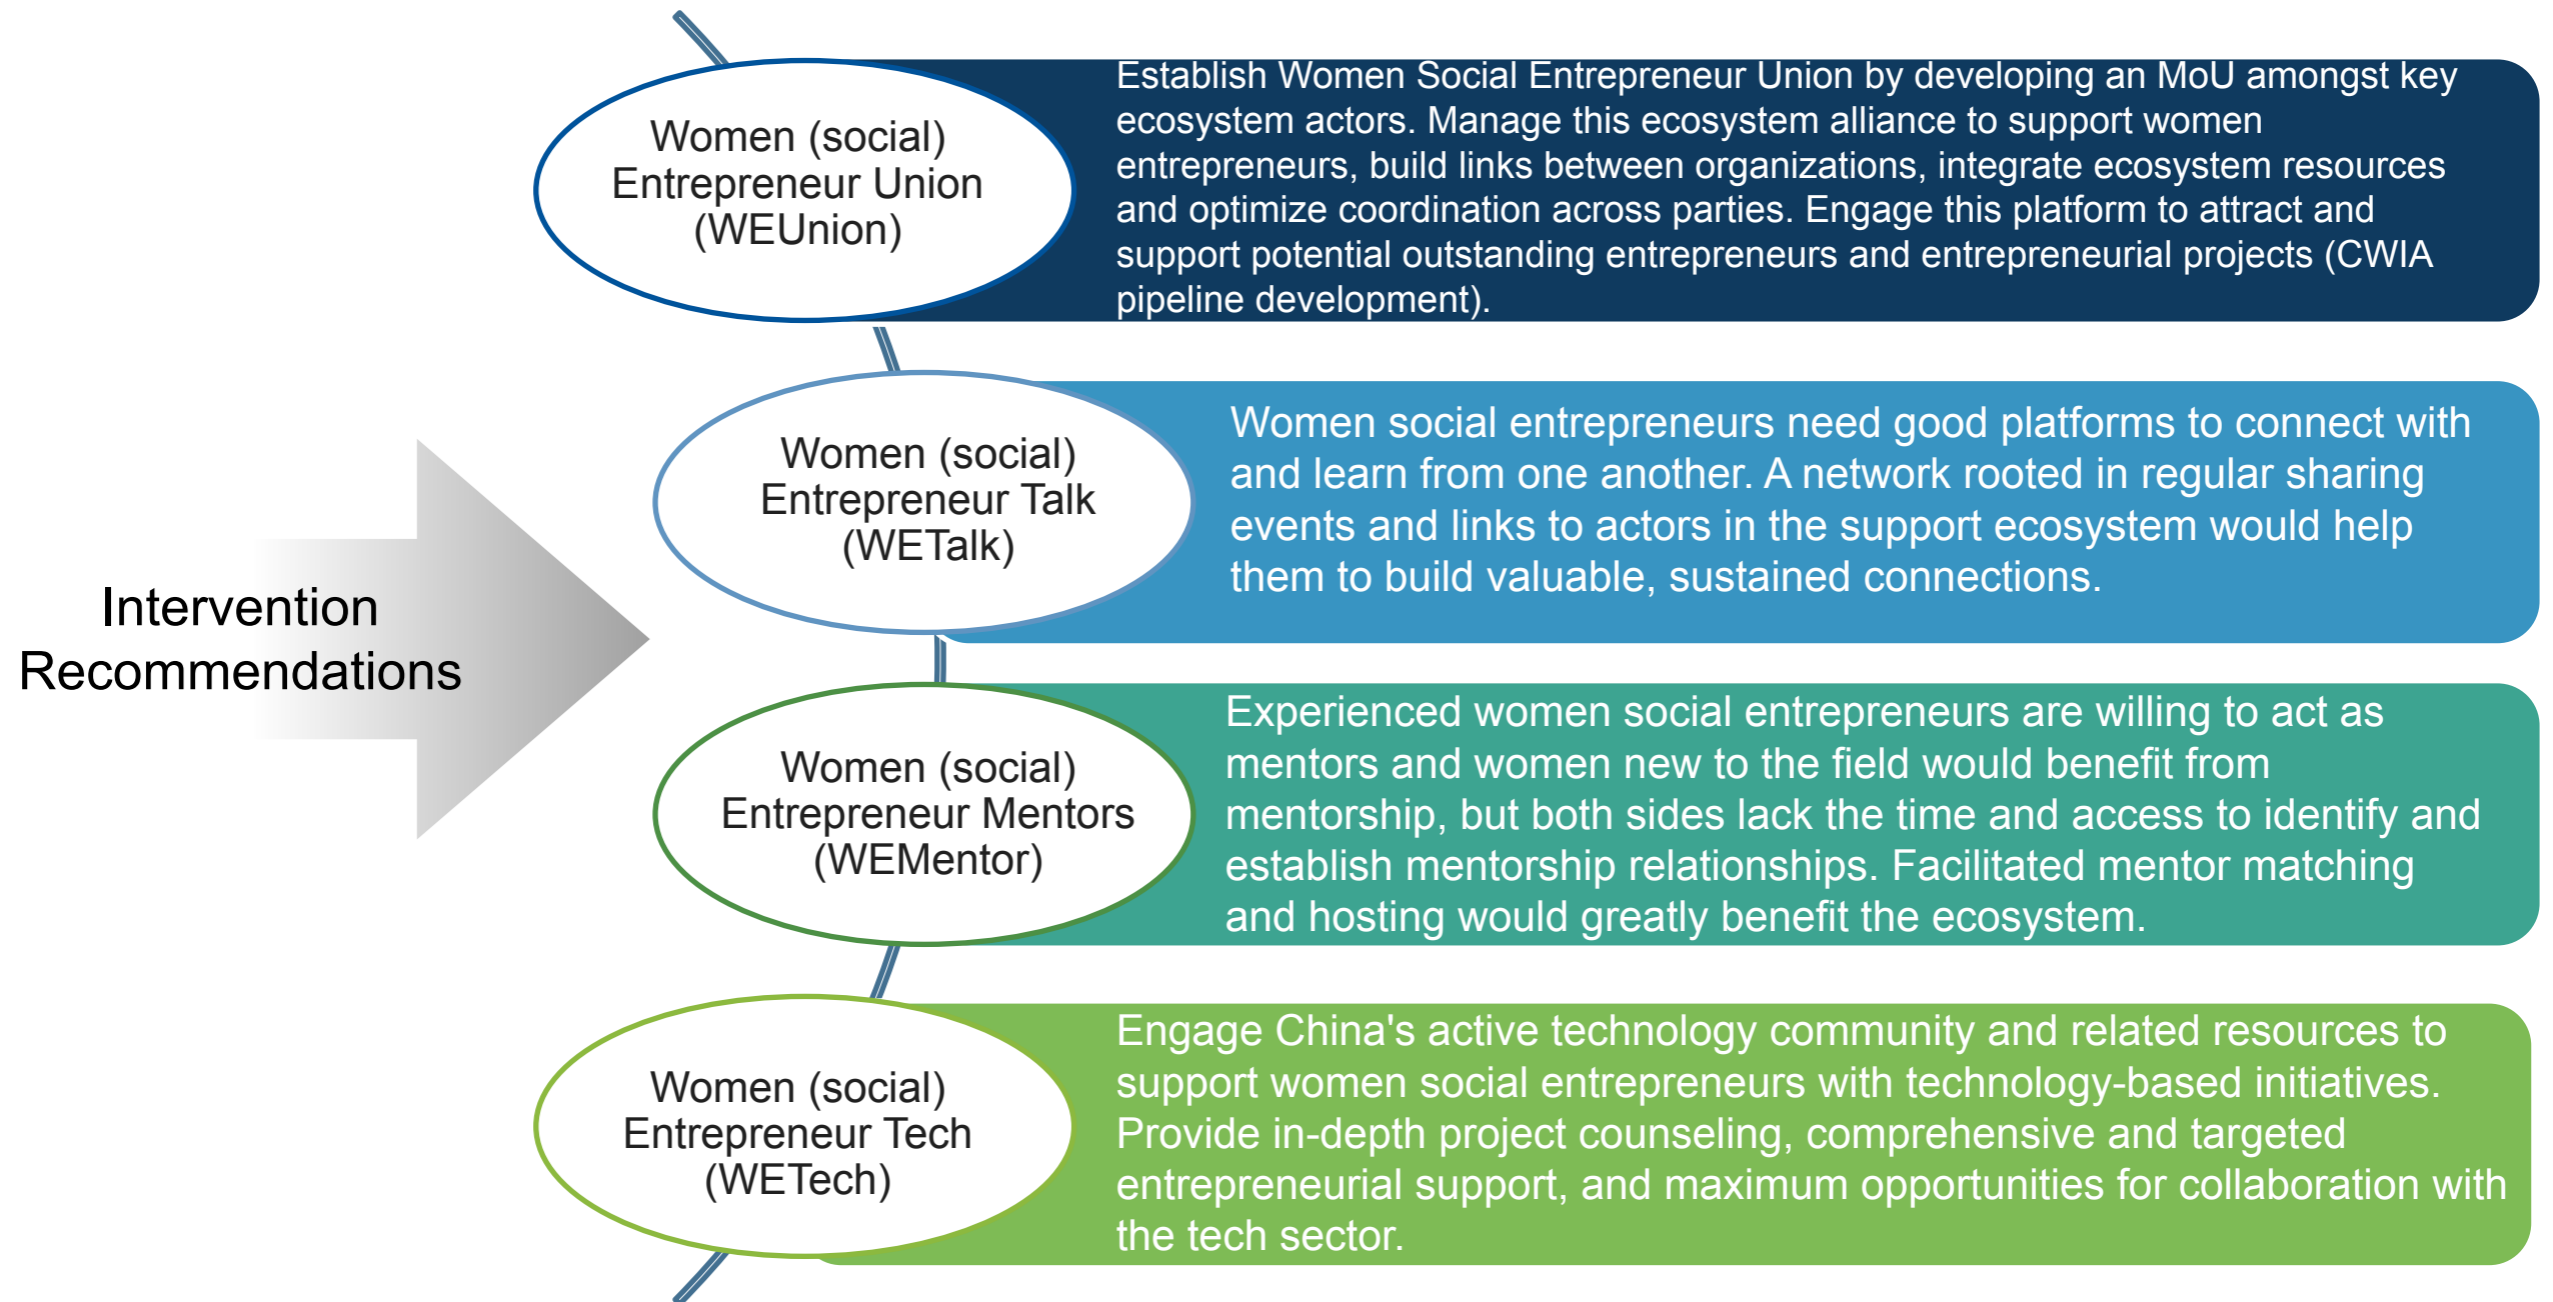 Intervention
Recommendations
Women (social)
Entrepreneur Union
(WEUnion)
Establish Women Social Entrepreneur Union by developing an MoU amongst key
ecosystem actors. Manage this ecosystem alliance to support women
entrepreneurs, build links between organizations, integrate ecosystem resources
and optimize coordination across parties. Engage this platform to attract and
support potential outstanding entrepreneurs and entrepreneurial projects (CWIA
pipeline development).
Women (social)
Entrepreneur Talk
(WETalk)
Women social entrepreneurs need good platforms to connect with
and learn from one another. A network rooted in regular sharing
events and links to actors in the support ecosystem would help
them to build valuable, sustained connections.
Women (social)
Entrepreneur Mentors
(WEMentor)
Experienced women social entrepreneurs are willing to act as
mentors and women new to the field would benefit from
mentorship, but both sides lack the time and access to identify and
establish mentorship relationships. Facilitated mentor matching
and hosting would greatly benefit the ecosystem.
Women (social)
Entrepreneur Tech
(WETech)
Engage China's active technology community and related resources to
support women social entrepreneurs with technology-based initiatives.
Provide in-depth project counseling, comprehensive and targeted
entrepreneurial support, and maximum opportunities for collaboration with
the tech sector.